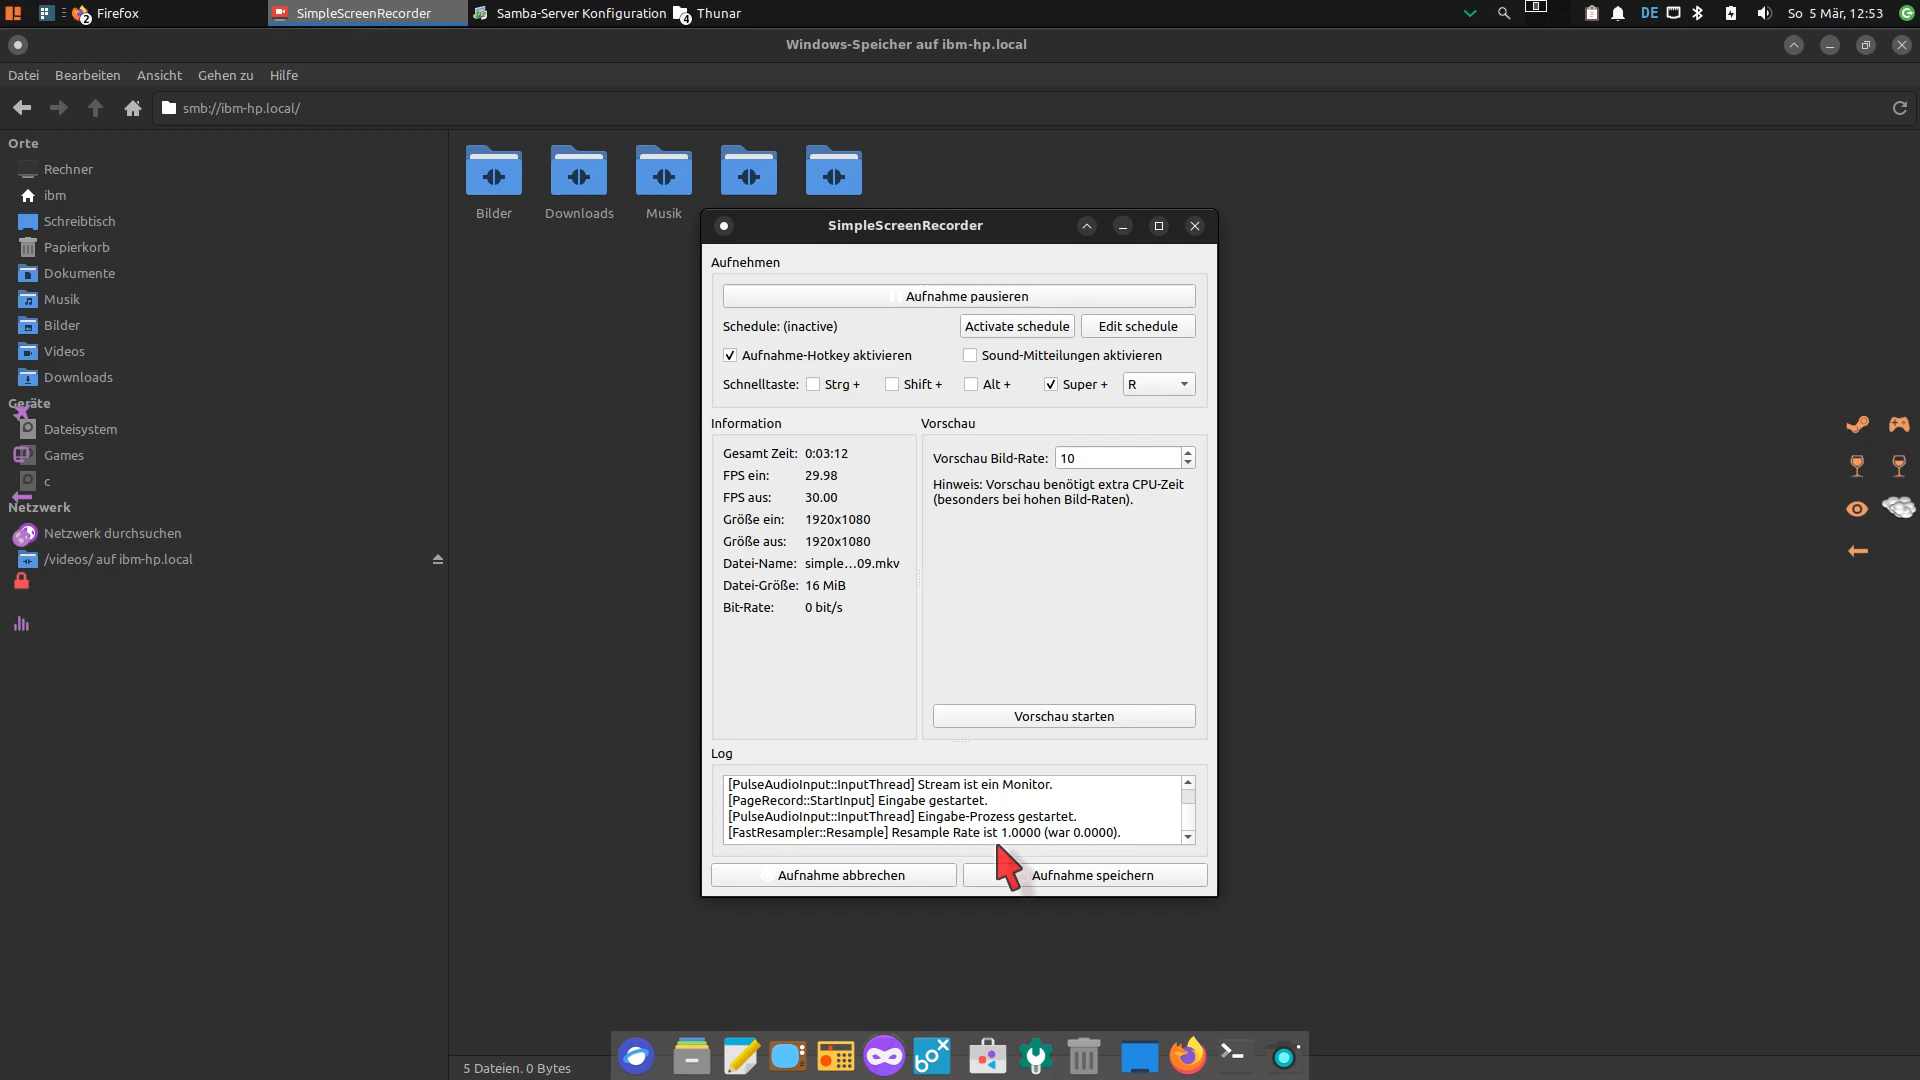 2 Firefox
SimpleScreenRecorder
Samba-Server Konfiguration
4 Thunar
DE
So 5 Mär, 12:53
Windows-Speicher auf ibm-hp.local
Datei Bearbeiten Ansicht Gehen zu Hilfe
smb://ibm-hp.local/
Orte
Rechner
ibm
Schreibtisch
Papierkorb
Dokumente
Musik
Bilder
Videos
Downloads
Geräte
Dateisystem
Games
c
Netzwerk
Netzwerk durchsuchen
/videos/ auf ibm-hp.local
Bilder
Downloads
Musik
SimpleScreenRecorder
Aufnehmen
Aufnahme pausieren
Schedule: (inactive)
Activate schedule
Edit schedule
Aufnahme-Hotkey aktivieren
Sound-Mitteilungen aktivieren
Schnelltaste: Strg + Shift + Alt + Super + R
Information
Gesamt Zeit: 0:03:12
FPS ein: 29.98
FPS aus: 30.00
Größe ein: 1920x1080
Größe aus: 1920x1080
Datei-Name: simple...09.mkv
Datei-Größe: 16 MiB
Bit-Rate: 0 bit/s
Vorschau
Vorschau Bild-Rate: 10
Hinweis: Vorschau benötigt extra CPU-Zeit
(besonders bei hohen Bild-Raten).
Vorschau starten
Log
[PulseAudioInput::InputThread] Stream ist ein Monitor.
[PageRecord::StartInput] Eingabe gestartet.
[PulseAudioInput::InputThread] Eingabe-Prozess gestartet.
[FastResampler::Resample] Resample Rate ist 1.0000 (war 0.0000).
Aufnahme abbrechen
Aufnahme speichern
5 Dateien. 0 Bytes